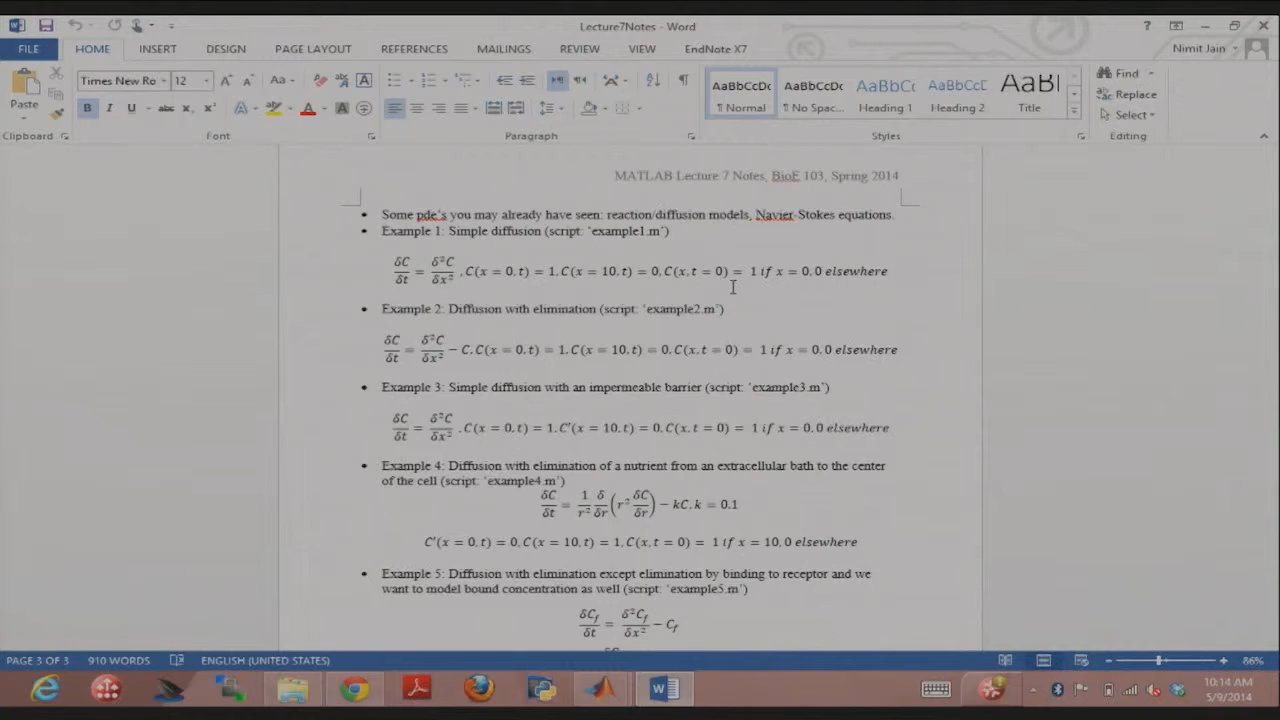 Lecture7Notes - Word
FILE HOME INSERT DESIGN PAGE LAYOUT REFERENCES MAILINGS REVIEW VIEW EndNote X7 Nimit Jain
Paste Times New Ro 12 AaBbCcDc AaBbCcDc AaBbC AaBbCcD AaBl Find
Replace
¶ Normal ¶ No Spac... Heading 1 Heading 2 Title Select
Clipboard Font Paragraph Styles Editing
MATLAB Lecture 7 Notes, BioE 103, Spring 2014
• Some pde's you may already have seen: reaction/diffusion models, Navier-Stokes equations.
• Example 1: Simple diffusion (script: 'example1.m')
δC/δt = δ²C/δx² , C(x = 0, t) = 1, C(x = 10, t) = 0, C(x, t = 0) = 1 if x = 0, 0 elsewhere
• Example 2: Diffusion with elimination (script: 'example2.m')
δC/δt = δ²C/δx² − C, C(x = 0, t) = 1, C(x = 10, t) = 0, C(x, t = 0) = 1 if x = 0, 0 elsewhere
• Example 3: Simple diffusion with an impermeable barrier (script: 'example3.m')
δC/δt = δ²C/δx² , C(x = 0, t) = 1, C'(x = 10, t) = 0, C(x, t = 0) = 1 if x = 0, 0 elsewhere
• Example 4: Diffusion with elimination of a nutrient from an extracellular bath to the center
of the cell (script: 'example4.m')
δC/δt = 1/r² δ/δr (r² δC/δr) − kC, k = 0.1
C'(x = 0, t) = 0, C(x = 10, t) = 1, C(x, t = 0) = 1 if x = 10, 0 elsewhere
• Example 5: Diffusion with elimination except elimination by binding to receptor and we
want to model bound concentration as well (script: 'example5.m')
δC_f/δt = δ²C_f/δx² − C_f
PAGE 3 OF 3 910 WORDS ENGLISH (UNITED STATES) 86%
10:14 AM
5/9/2014